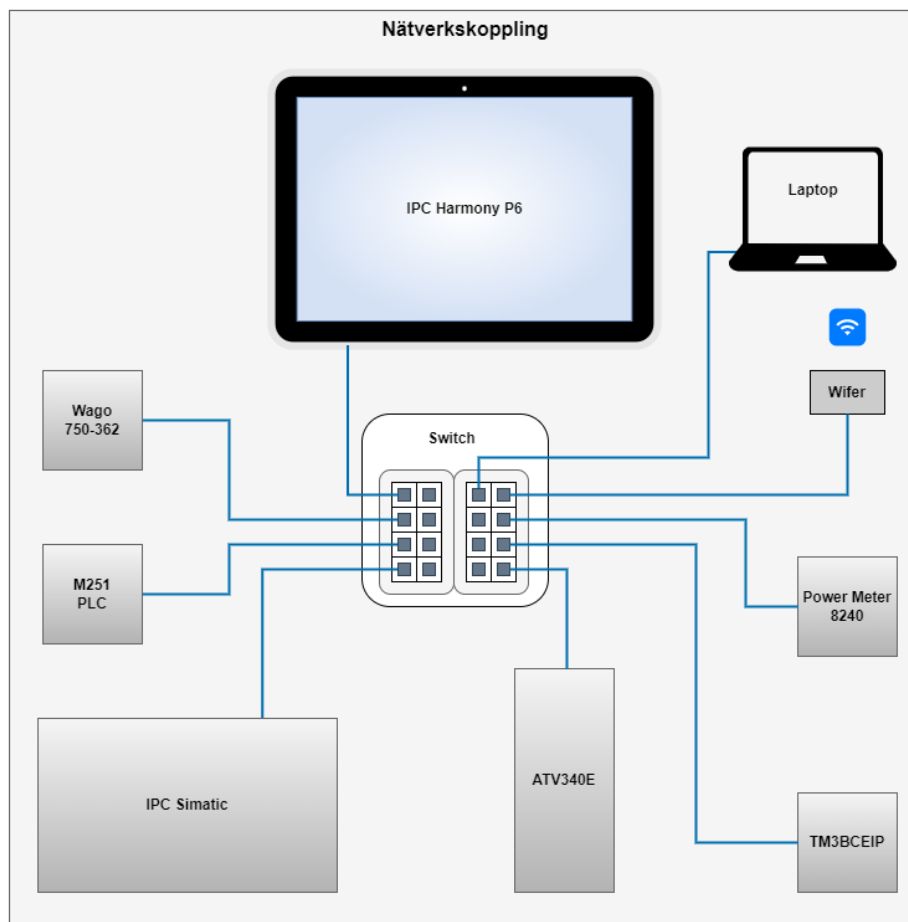 Nätverkskoppling
IPC Harmony P6
Laptop
Wifer
Wago
750-362
Switch
M251
PLC
Power Meter
8240
IPC Simatic
ATV340E
TM3BCEIP